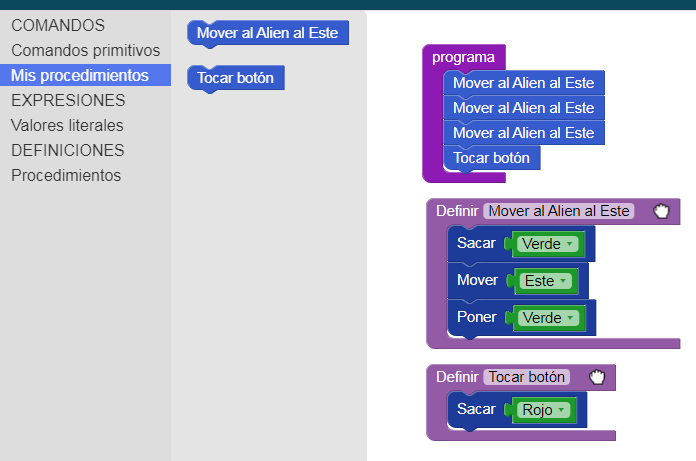 COMANDOS
Comandos primitivos
Mis procedimientos
EXPRESIONES
Valores literales
DEFINICIONES
Procedimientos
Mover al Alien al Este
Tocar botón
programa
Mover al Alien al Este
Mover al Alien al Este
Mover al Alien al Este
Tocar botón
Definir Mover al Alien al Este
Sacar Verde
Mover Este
Poner Verde
Definir Tocar botón
Sacar Rojo